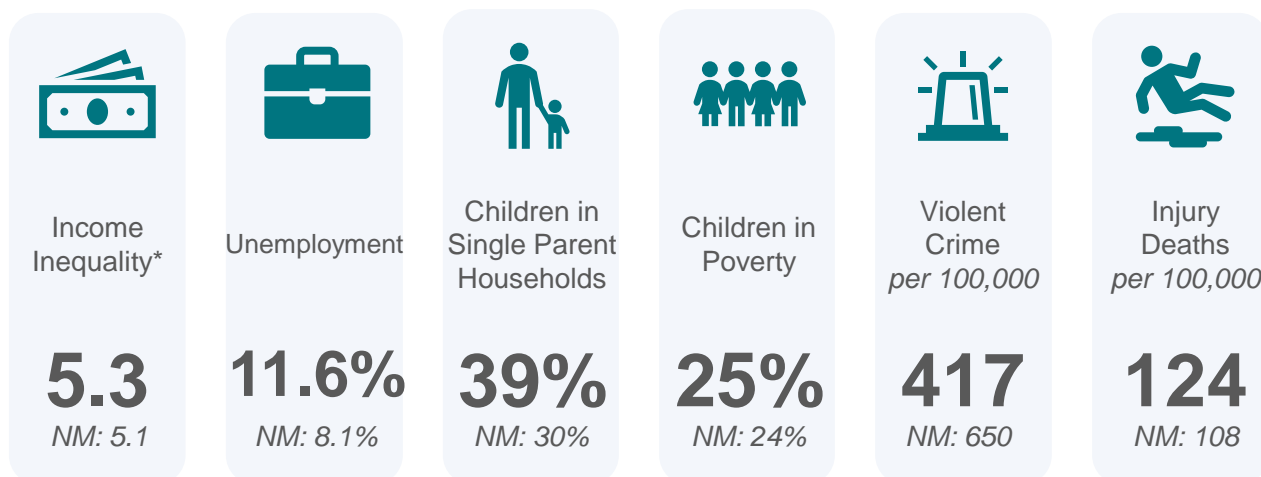 Income
Inequality*
5.3
NM: 5.1
Unemployment
11.6%
NM: 8.1%
Children in
Single Parent
Households
39%
NM: 30%
Children in
Poverty
25%
NM: 24%
Violent
Crime
per 100,000
417
NM: 650
Injury
Deaths
per 100,000
124
NM: 108